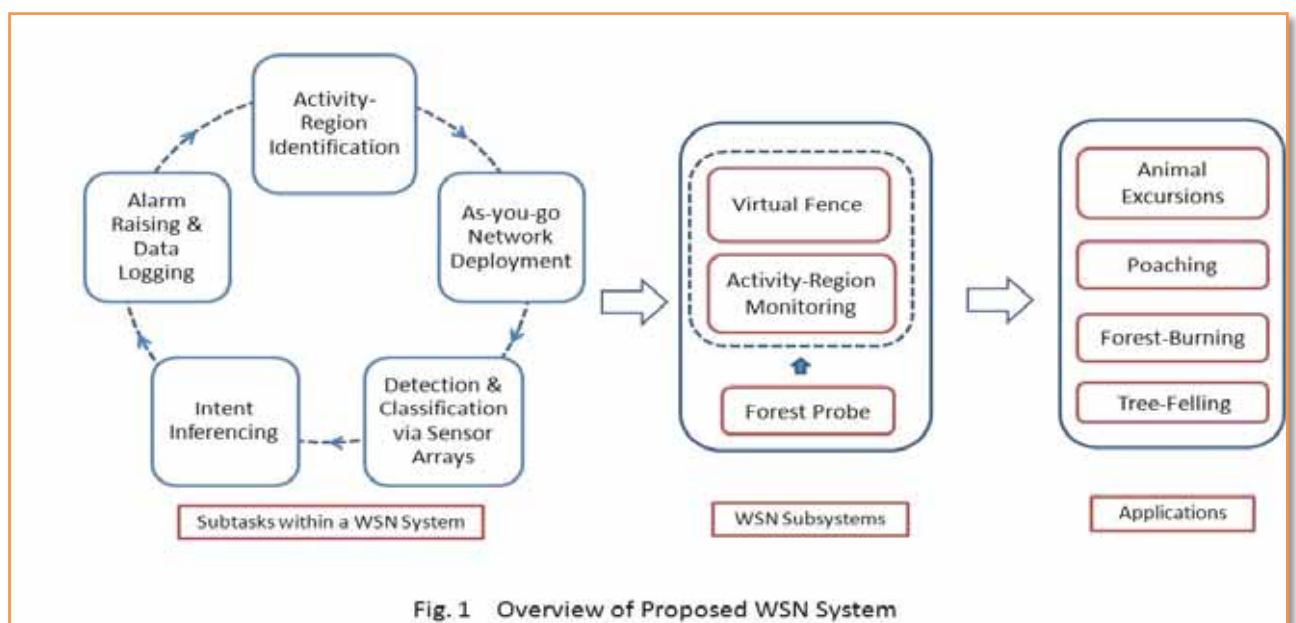 Activity-
Region
Identification
As-you-go
Network
Deployment
Detection &
Classification
via Sensor
Arrays
Intent
Inferencing
Alarm
Raising &
Data
Logging
Subtasks within a WSN System
Virtual Fence
Activity-Region
Monitoring
Forest Probe
WSN Subsystems
Animal
Excursions
Poaching
Forest-Burning
Tree-Felling
Applications
Fig. 1 Overview of Proposed WSN System